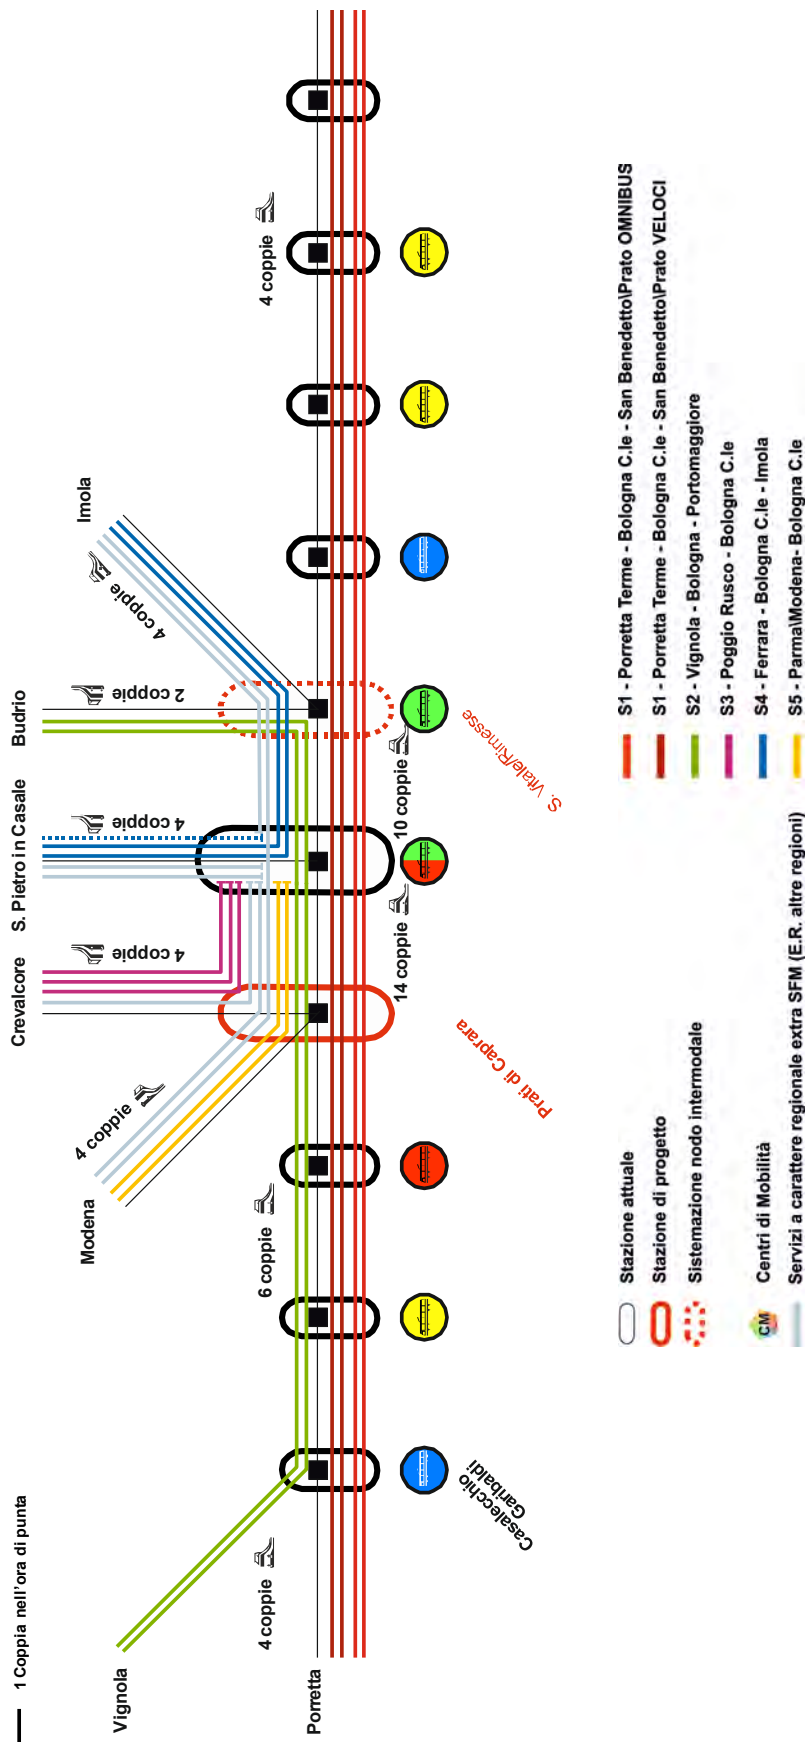 1 Coppia nell'ora di punta
Vignola
Porretta
Modena
Crevalcore
S. Pietro in Casale
Budrio
Imola
4 coppie
6 coppie
4 coppie
4 coppie
4 coppie
2 coppie
4 coppie
14 coppie
10 coppie
4 coppie
Casalecchio
Garibaldi
Prati di Caprara
S. Vitale/Rimesse
Stazione attuale
Stazione di progetto
Sistemazione nodo intermodale
CM
Centri di Mobilità
Servizi a carattere regionale extra SFM (E.R. altre regioni)
S1 - Porretta Terme - Bologna C.le - San Benedetto\Prato OMNIBUS
S1 - Porretta Terme - Bologna C.le - San Benedetto\Prato VELOCI
S2 - Vignola - Bologna - Portomaggiore
S3 - Poggio Rusco - Bologna C.le
S4 - Ferrara - Bologna C.le - Imola
S5 - Parma\Modena- Bologna C.le